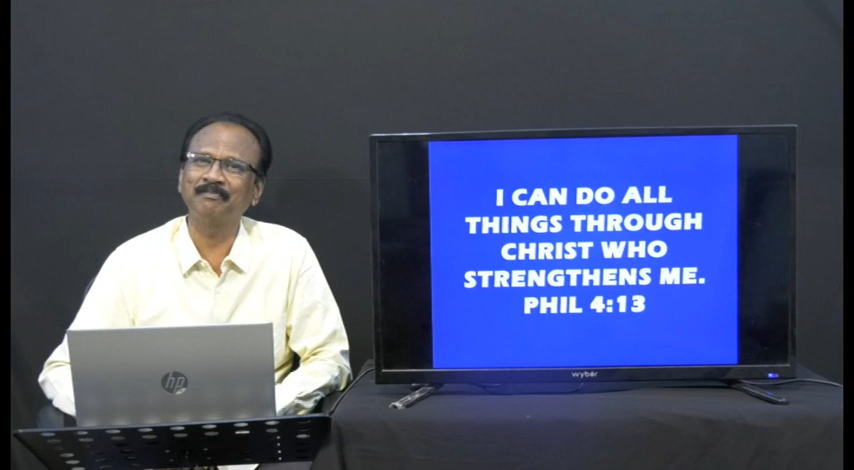 I CAN DO ALL
THINGS THROUGH
CHRIST WHO
STRENGTHENS ME.
PHIL 4:13
hp
wybor